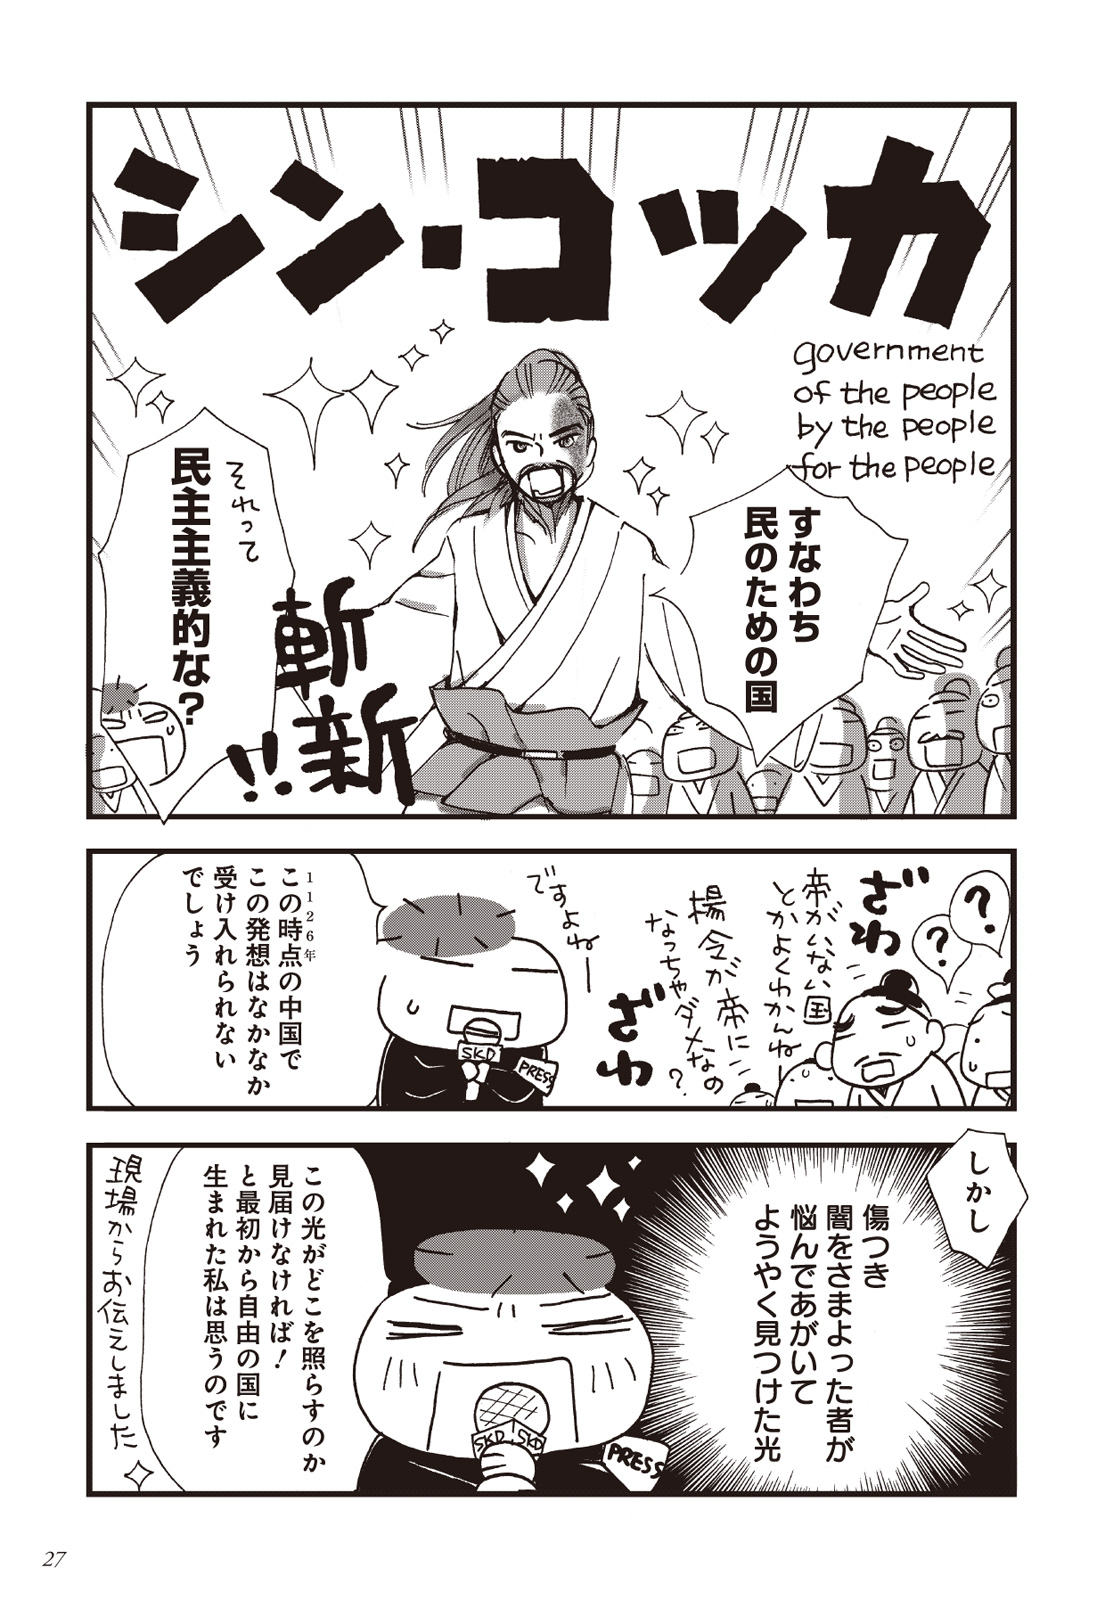 シン・コッカ
government
of the people
by the people
for the people
すなわち
民のための国
斬新!!
それって
民主主義的な?
?
?
ざわ
帝がいない国
とかよくわかんね
楊令が帝に
なっちゃダメなの?
ざわ
ですよねー
1126年
この時点の中国で
この発想はなかなか
受け入れられない
でしょう
SKD
PRESS
しかし
傷つき
闇をさまよった者が
悩んであがいて
ようやく見つけた光
この光がどこを照らすのか
見届けなければ!
と最初から自由の国に
生まれた私は思うのです
SKD SKD
PRESS
現場からお伝えしました
27